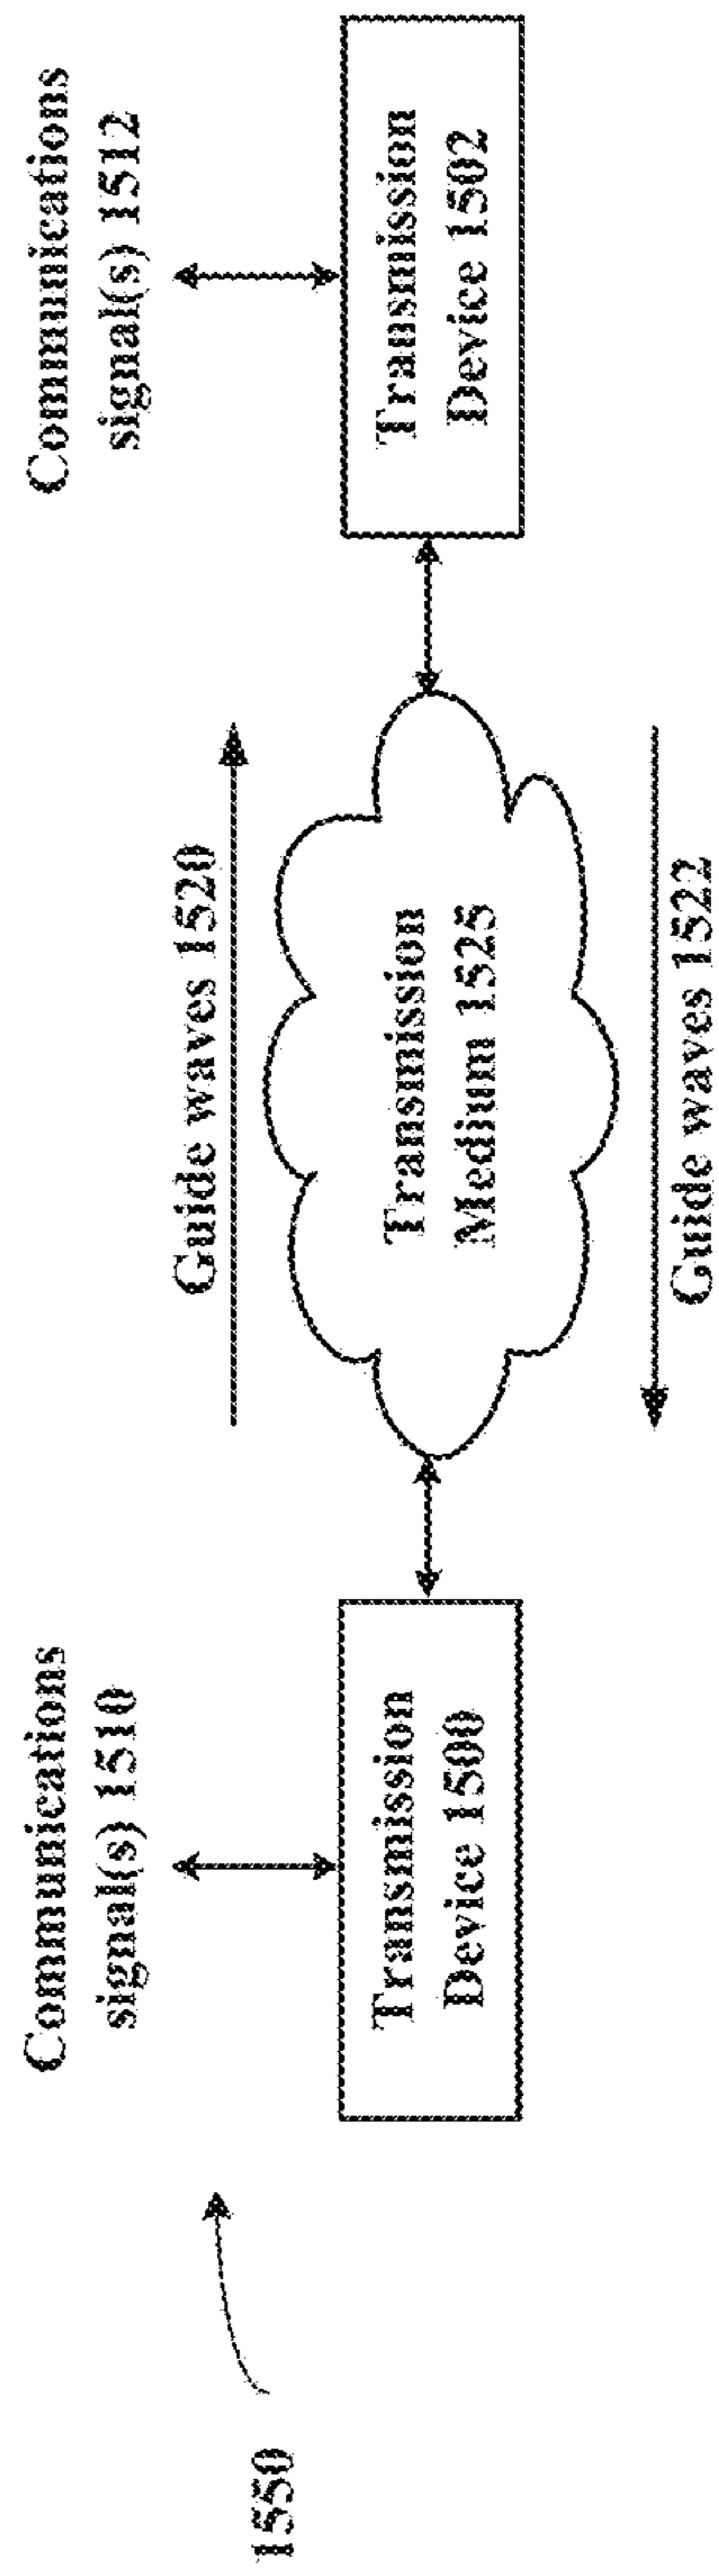 Communications
signal(s) 1510
Communications
signal(s) 1512
Guide waves 1520
Transmission
Device 1500
Transmission
Medium 1525
Transmission
Device 1502
Guide waves 1522
1550